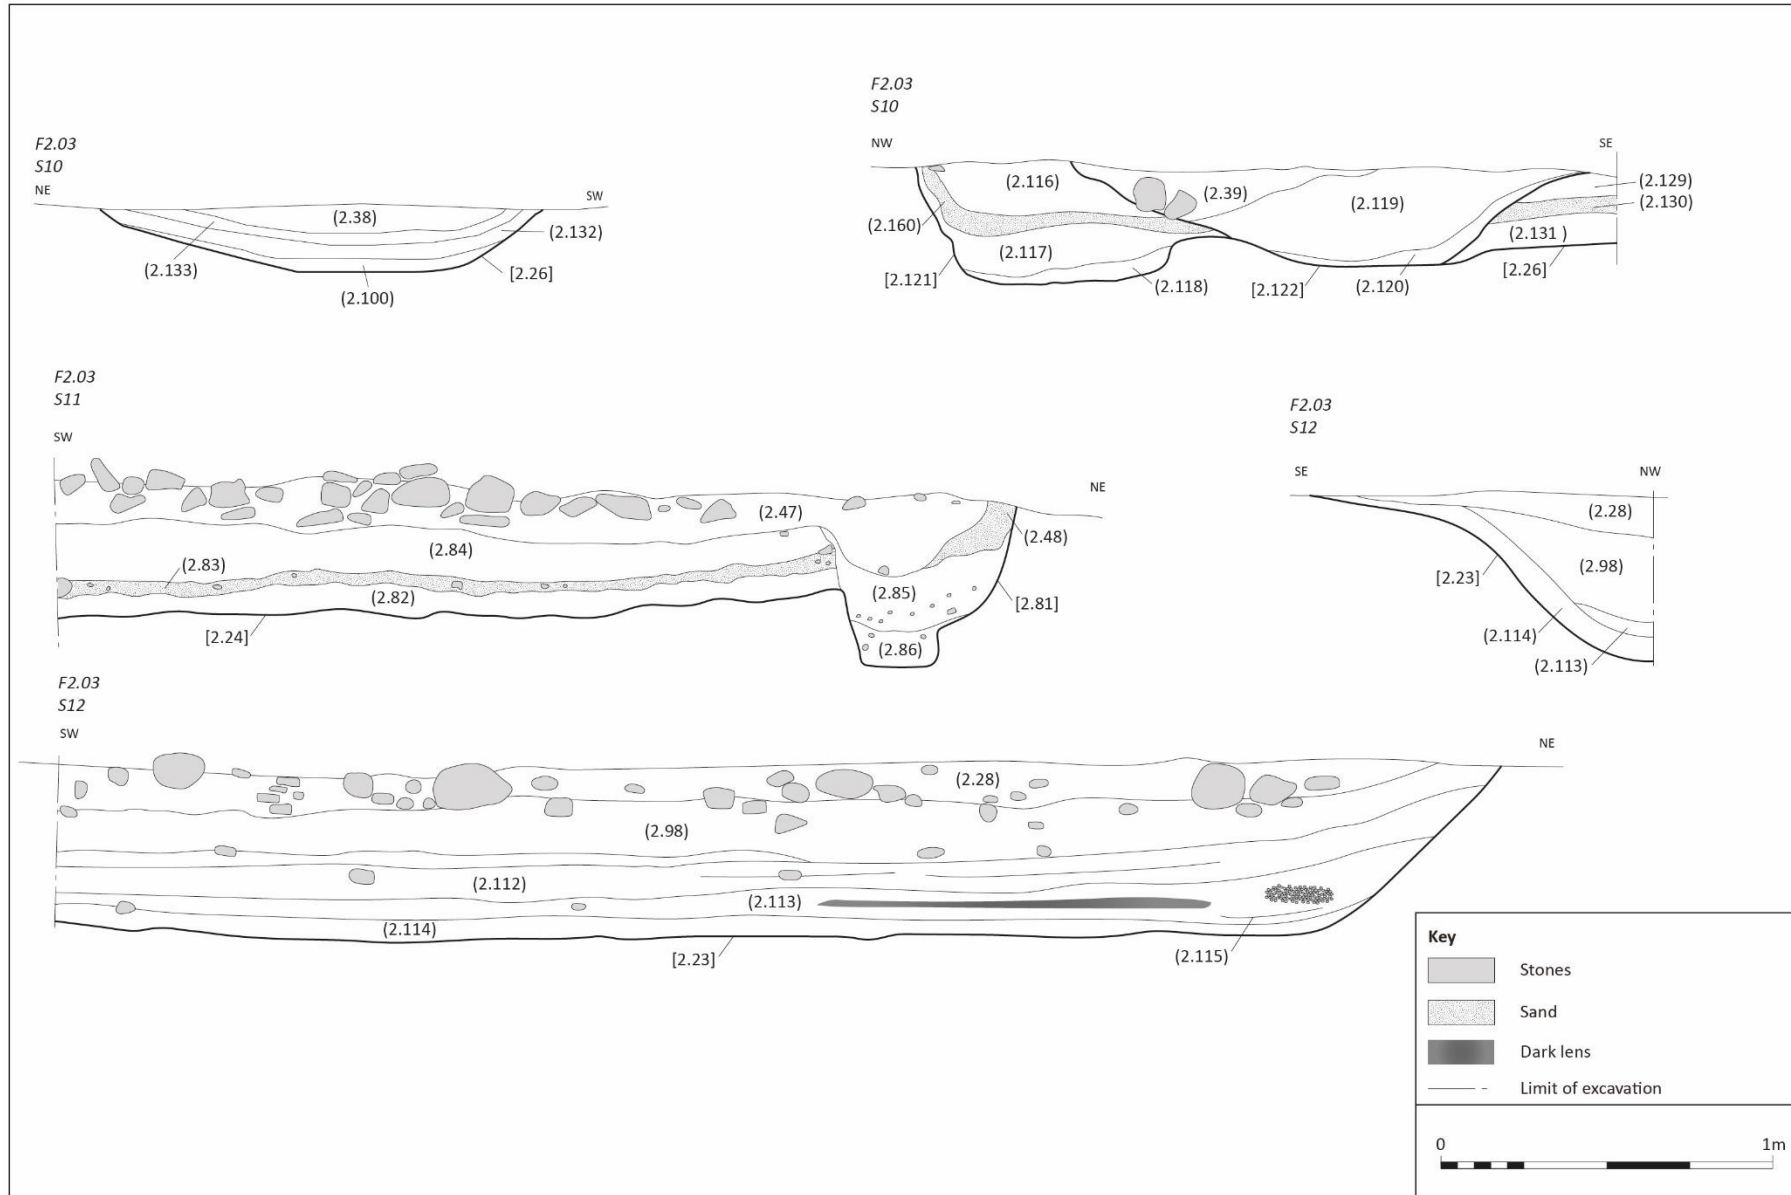 F2.03
S10
NE
SW
(2.38)
(2.132)
(2.133)
[2.26]
(2.100)
F2.03
S10
NW
SE
(2.116)
(2.39)
(2.119)
(2.129)
(2.130)
(2.160)
(2.131 )
(2.117)
[2.121]
(2.118)
[2.122]
(2.120)
[2.26]
F2.03
S11
SW
NE
(2.47)
(2.48)
(2.84)
(2.83)
(2.82)
(2.85)
[2.81]
[2.24]
(2.86)
F2.03
S12
SE
NW
(2.28)
(2.98)
[2.23]
(2.114)
(2.113)
F2.03
S12
SW
NE
(2.28)
(2.98)
(2.112)
(2.113)
(2.114)
[2.23]
(2.115)
Key
Stones
Sand
Dark lens
Limit of excavation
0 1m